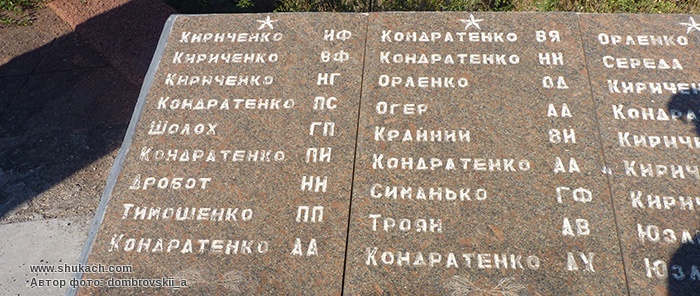 Кириченко ИФ
Кириченко ВФ
Кириченко НГ
Кондратенко ПС
Шолох ГП
Кондратенко ПИ
Дробот НН
Тимошенко ПП
Кондратенко ДА
Кондратенко ВЯ
Кондратенко НН
Орленко ОД
Огер АА
Крайний ВИ
Кондратенко АА
Симанько ГФ
Троян АВ
Кондратенко
Орленко
Середа
www.shukach.com
Автор фото: dombrovskii_a